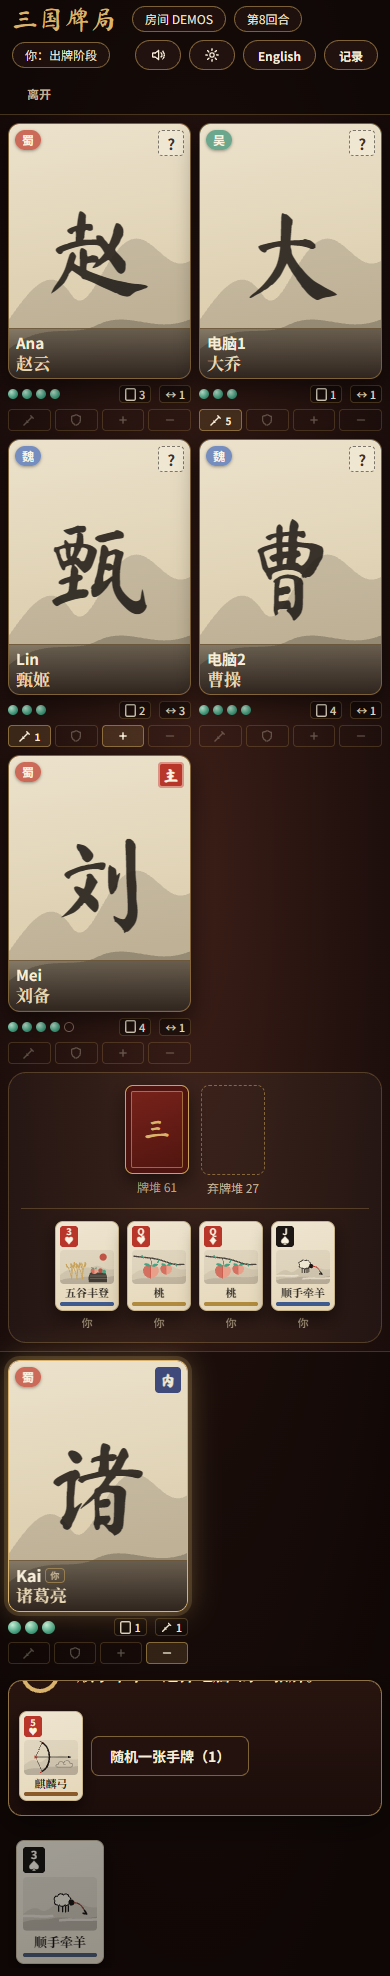 三国牌局
房间 DEMOS
第8回合
你：出牌阶段
English
记录
离开
蜀
?
赵
Ana
赵云
3
↔1
吴
?
大
电脑1
大乔
1
↔1
5
魏
?
甄
Lin
甄姬
2
↔3
1
+
−
魏
?
曹
电脑2
曹操
4
↔1
蜀
主
刘
Mei
刘备
4
↔1
三
牌堆 61
弃牌堆 27
3
五谷丰登
你
Q
桃
你
Q
桃
你
J
顺手牵羊
你
蜀
内
诸
Kai 你
诸葛亮
1
1
−
5
麒麟弓
随机一张手牌（1）
3
顺手牵羊